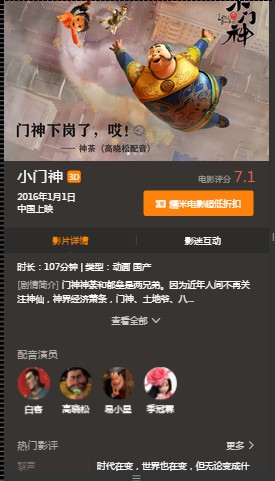 小门神
门神下岗了，哎!
—— 神荼（高晓松配音）
小门神 3D
电影评分 7.1
2016年1月1日
中国上映
糯米电影超低折扣
影片详情
影迷互动
时长：107分钟 | 类型：动画 国产
[剧情简介] 门神神荼和郁垒是两兄弟。因为近年人间不再关
注神仙，神界经济萧条，门神、土地爷、八...
查看全部
配音演员
白客
高晓松
易小星
季冠霖
热门影评
更多
黎声
时代在变，世界也在变，但无论变成什